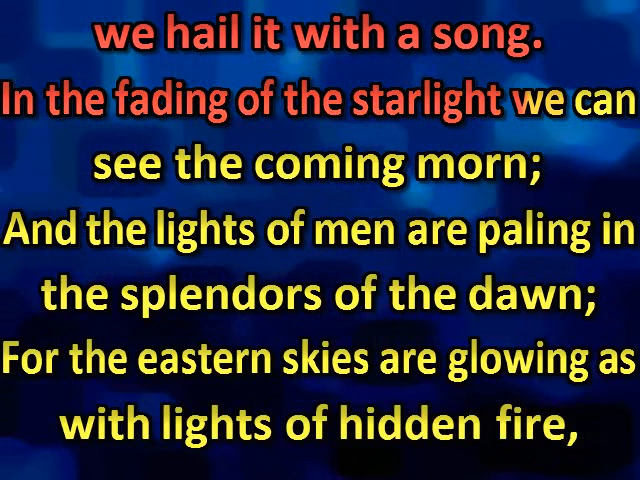 we hail it with a song.
In the fading of the starlight we can
see the coming morn;
And the lights of men are paling in
the splendors of the dawn;
For the eastern skies are glowing as
with lights of hidden fire,